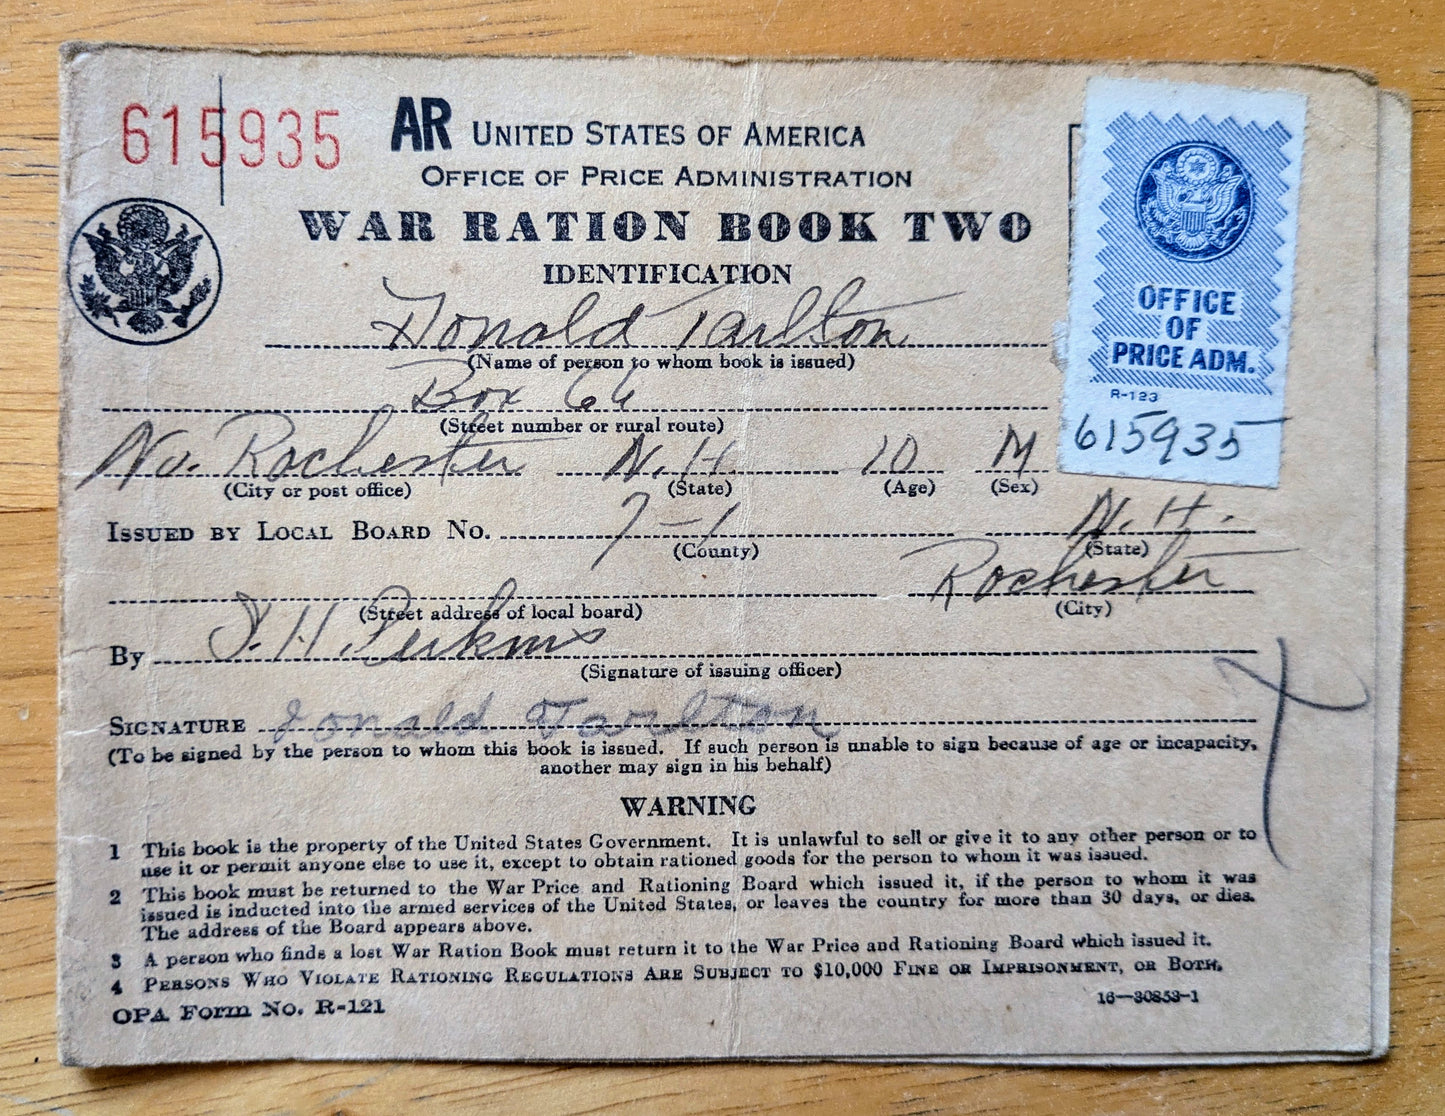 615935
AR UNITED STATES OF AMERICA
OFFICE OF PRICE ADMINISTRATION
WAR RATION BOOK TWO
IDENTIFICATION
OFFICE
OF
PRICE ADM.
R-123
615935
Donald Tarlton
(Name of person to whom book is issued)
Box 64
(Street number or rural route)
No. Rochester N.H. 10 M
(City or post office) (State) (Age) (Sex)
ISSUED BY LOCAL BOARD NO. 7-1 N.H.
(County) (State)
Rochester
(Street address of local board) (City)
By J.H. Perkins
(Signature of issuing officer)
SIGNATURE Donald Tarlton
(To be signed by the person to whom this book is issued. If such person is unable to sign because of age or incapacity,
another may sign in his behalf)
WARNING
1 This book is the property of the United States Government. It is unlawful to sell or give it to any other person or to
use it or permit anyone else to use it, except to obtain rationed goods for the person to whom it was issued.
2 This book must be returned to the War Price and Rationing Board which issued it, if the person to whom it was
issued is inducted into the armed services of the United States, or leaves the country for more than 30 days, or dies.
The address of the Board appears above.
3 A person who finds a lost War Ration Book must return it to the War Price and Rationing Board which issued it.
4 PERSONS WHO VIOLATE RATIONING REGULATIONS ARE SUBJECT TO $10,000 FINE OR IMPRISONMENT, OR BOTH.
OPA Form No. R-121 16—30853-1